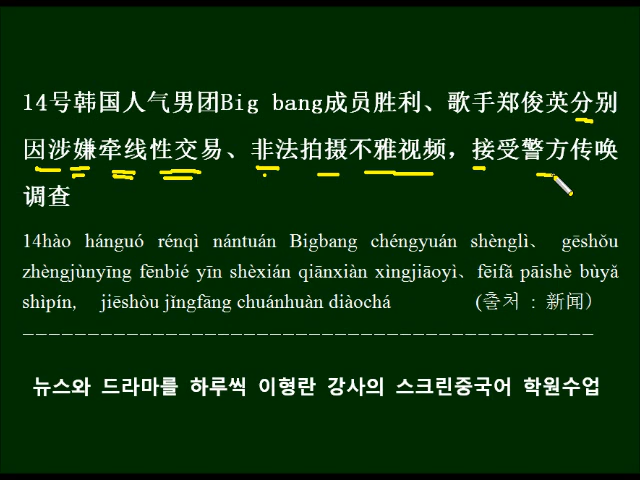 14号韩国人气男团Big bang成员胜利、歌手郑俊英分别
因涉嫌牵线性交易、非法拍摄不雅视频，接受警方传唤
调查
14hào hánguó rénqì nántuán Bigbang chéngyuán shènglì、 gēshǒu
zhèngjùnyīng fēnbié yīn shèxián qiānxiàn xìngjiāoyì、fēifǎ pāishè bùyǎ
shìpín, jiēshòu jǐngfāng chuánhuàn diàochá (출처 : 新闻)
뉴스와 드라마를 하루씩 이형란 강사의 스크린중국어 학원수업